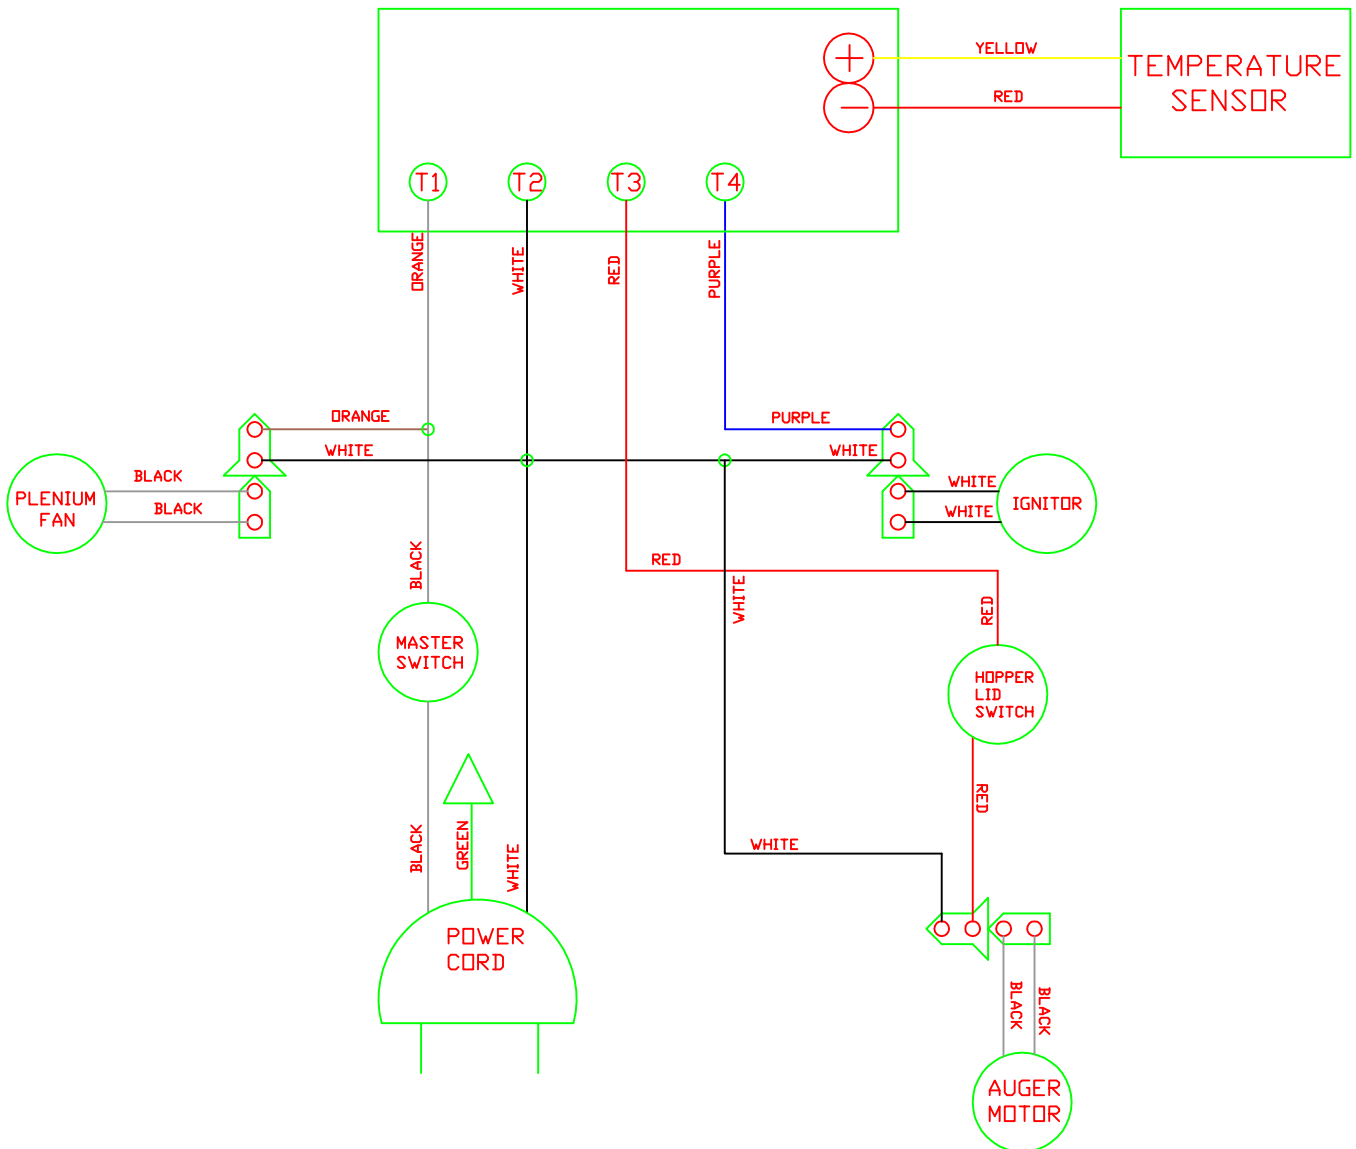 YELLOW
TEMPERATURE
SENSOR
RED
T1
T2
T3
T4
ORANGE
WHITE
RED
PURPLE
ORANGE
PURPLE
WHITE
WHITE
BLACK
BLACK
PLENIUM
FAN
WHITE
WHITE
IGNITOR
BLACK
RED
WHITE
RED
MASTER
SWITCH
HOPPER
LID
SWITCH
RED
BLACK
GREEN
WHITE
WHITE
POWER
CORD
BLACK
BLACK
AUGER
MOTOR